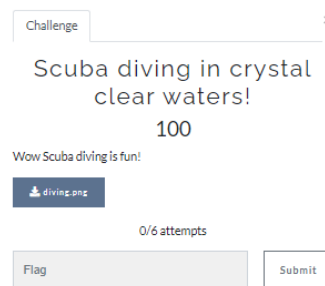 Challenge
Scuba diving in crystal
clear waters!
100
Wow Scuba diving is fun!
diving.png
0/6 attempts
Flag
Submit